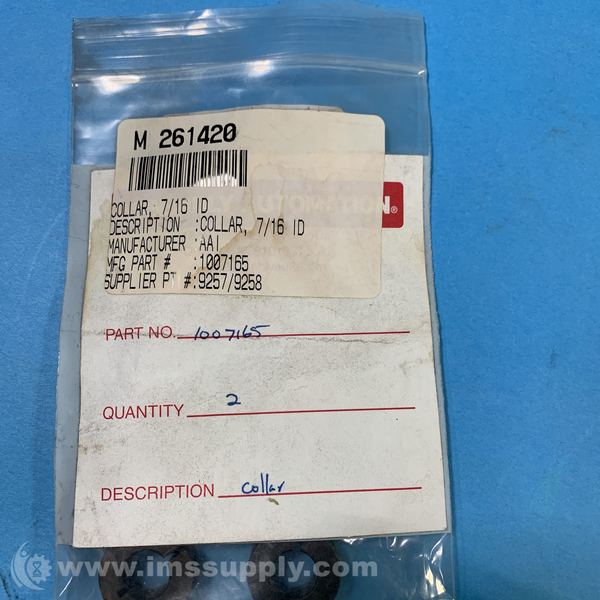 M 261420
COLLAR, 7/16 ID
DESCRIPTION :COLLAR, 7/16 ID
MANUFACTURER :AAI
MFG PART # :1007165
SUPPLIER PT #:9257/9258
PART NO. 1007165
QUANTITY 2
DESCRIPTION collar
www.imssupply.com